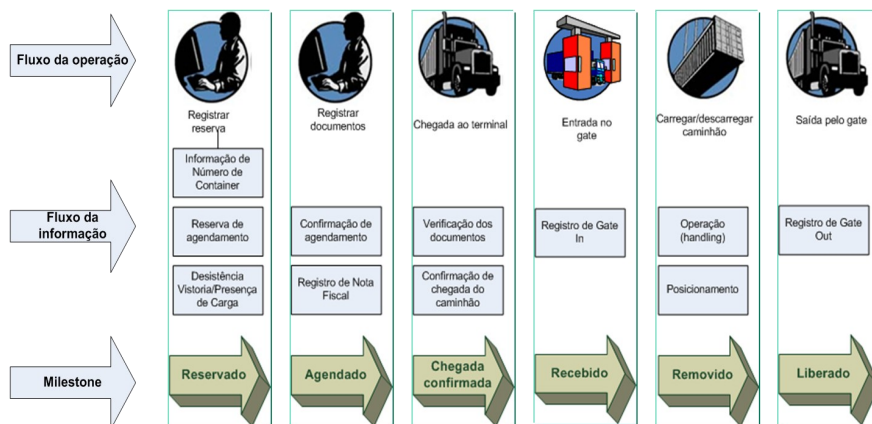 Fluxo da operação
Registrar
reserva
Registrar
documentos
Chegada ao terminal
Entrada no
gate
Carregar/descarregar
caminhão
Saída pelo gate
Fluxo da
informação
Informação de
Número de
Container
Reserva de
agendamento
Desistência
Vistoria/Presença
de Carga
Confirmação de
agendamento
Registro de Nota
Fiscal
Verificação dos
documentos
Confirmação de
chegada do
caminhão
Registro de Gate
In
Operação
(handling)
Posicionamento
Registro de Gate
Out
Milestone
Reservado
Agendado
Chegada
confirmada
Recebido
Removido
Liberado